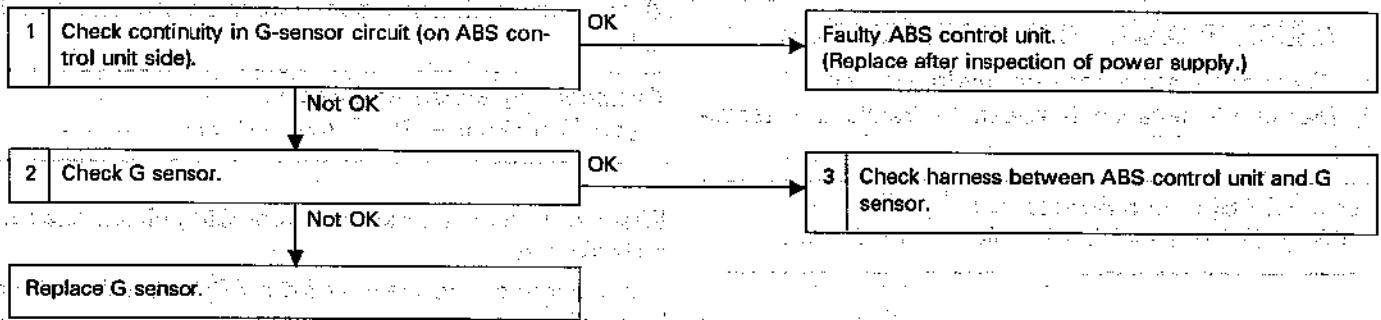 1 Check continuity in G-sensor circuit (on ABS con-
trol unit side).
OK
Faulty ABS control unit.
(Replace after inspection of power supply.)
Not OK
2 Check G sensor.
OK
3 Check harness between ABS control unit and G
sensor.
Not OK
Replace G sensor.